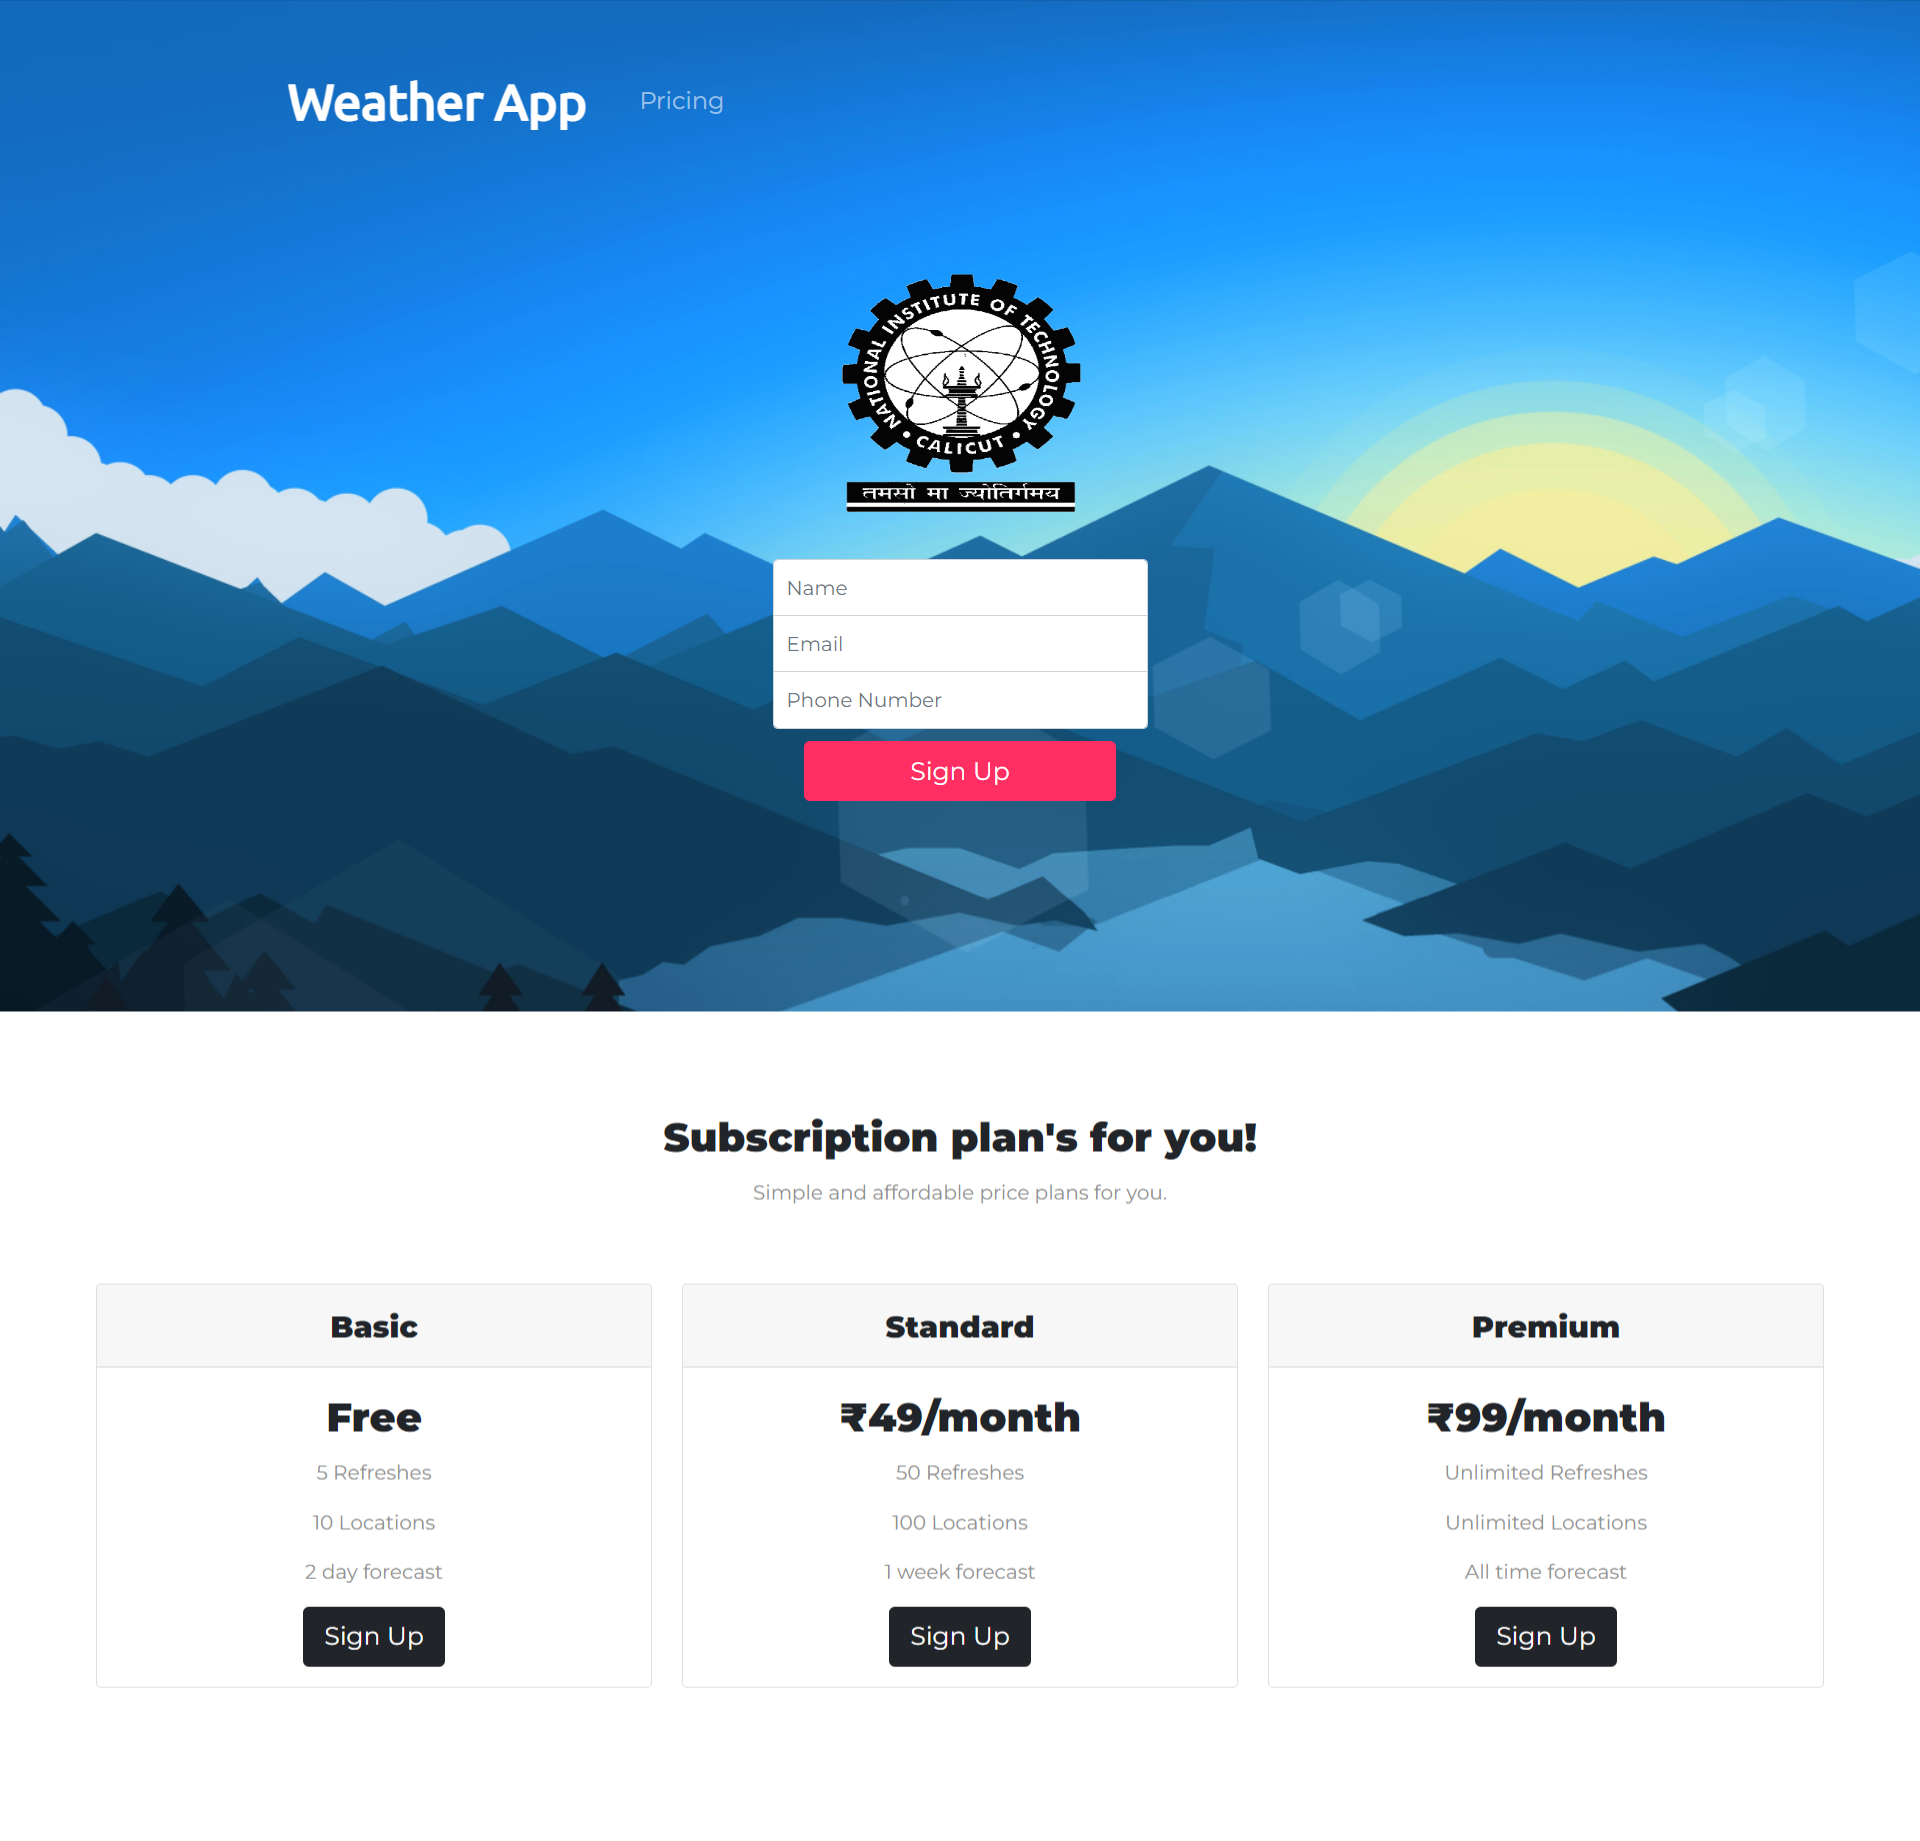 Weather App
Pricing
NATIONAL INSTITUTE OF TECHNOLOGY
• CALICUT •
तमसो मा ज्योतिर्गमय
Name
Email
Phone Number
Sign Up
Subscription plan's for you!
Simple and affordable price plans for you.
Basic
Free
5 Refreshes
10 Locations
2 day forecast
Sign Up
Standard
₹49/month
50 Refreshes
100 Locations
1 week forecast
Sign Up
Premium
₹99/month
Unlimited Refreshes
Unlimited Locations
All time forecast
Sign Up